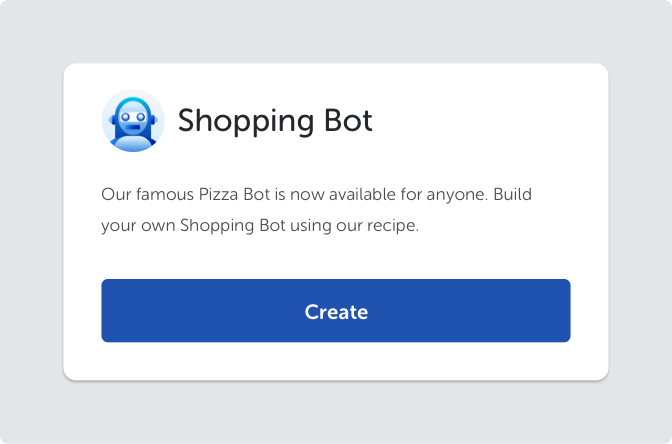 Shopping Bot
Our famous Pizza Bot is now available for anyone. Build
your own Shopping Bot using our recipe.
Create